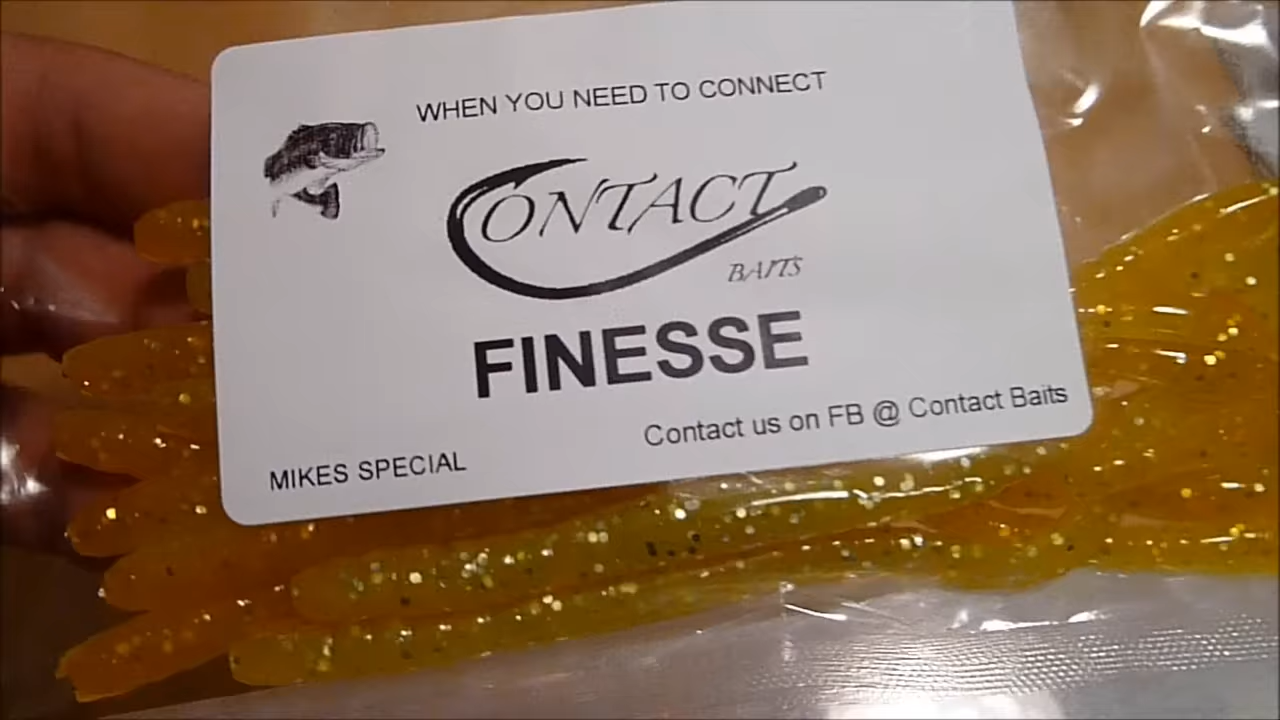 WHEN YOU NEED TO CONNECT
CONTACT
BAITS
FINESSE
Contact us on FB @ Contact Baits
MIKES SPECIAL